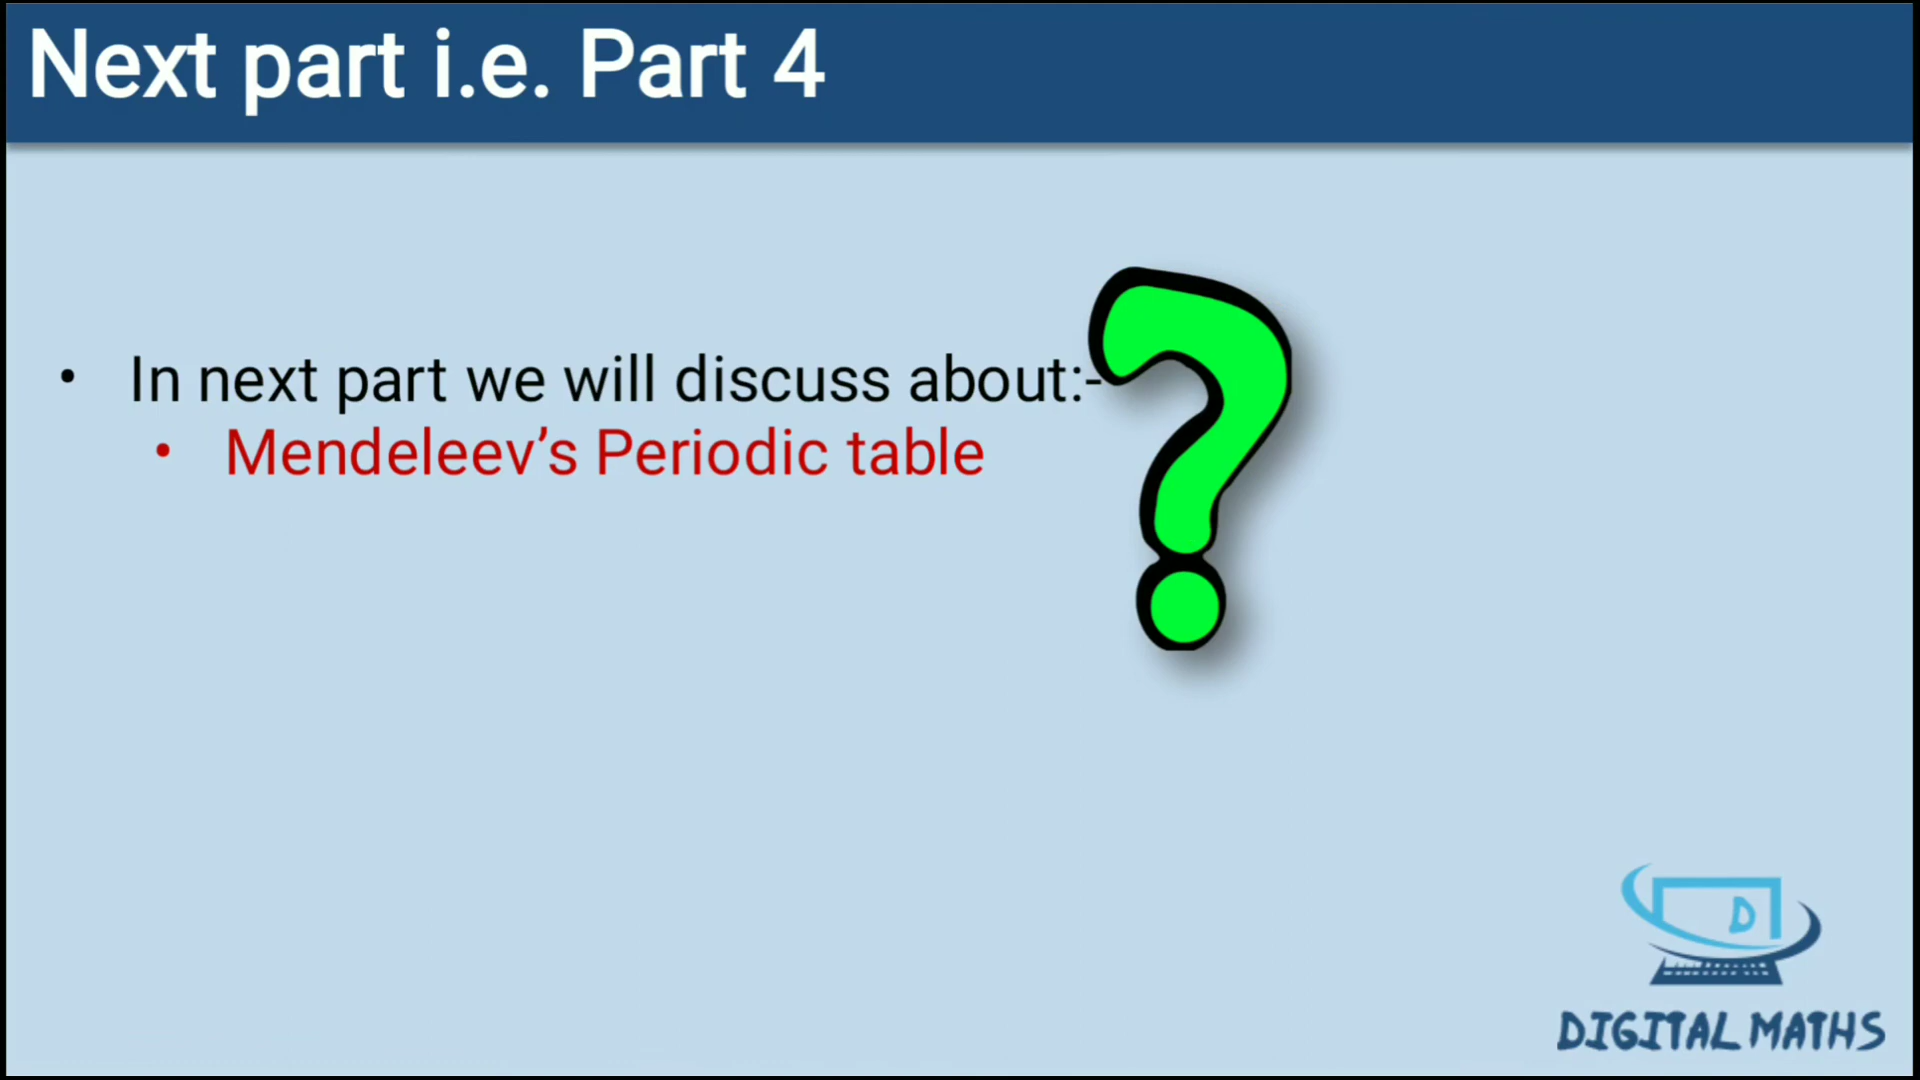 Next part i.e. Part 4
• In next part we will discuss about:-
• Mendeleev’s Periodic table
?
D
DIGITAL MATHS